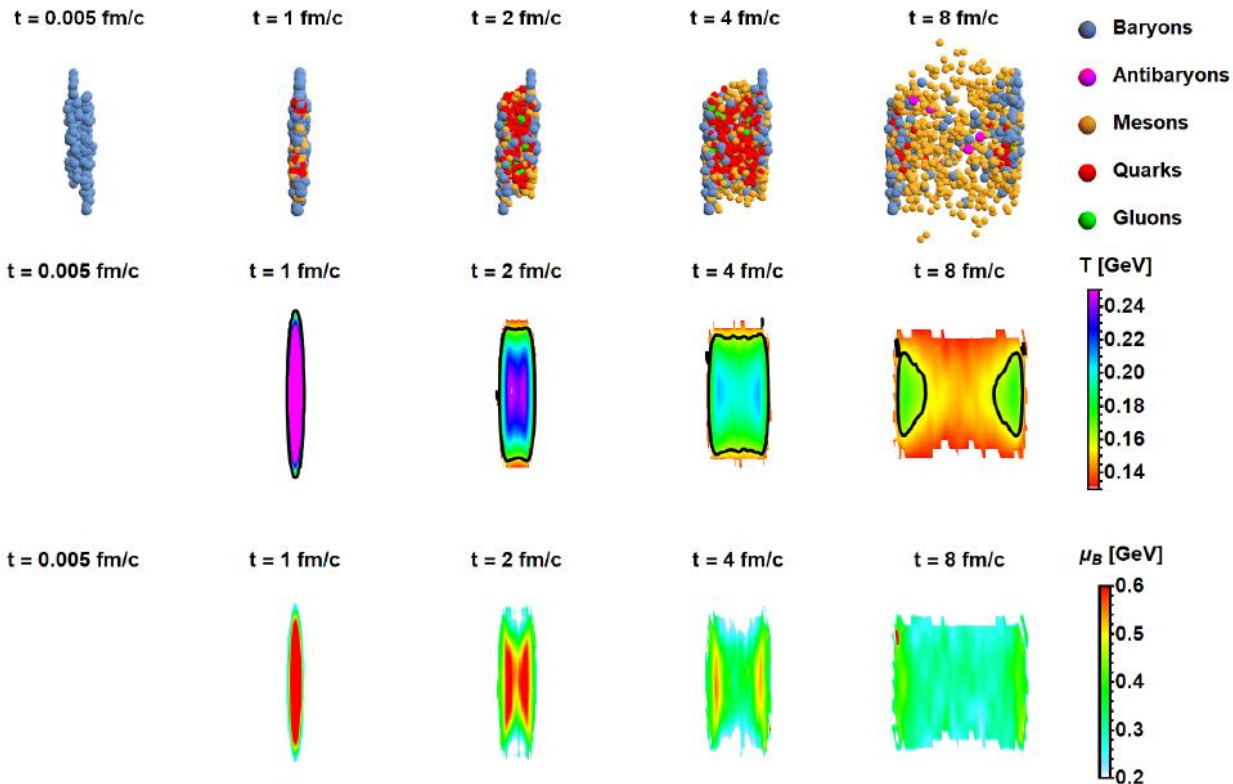 t = 0.005 fm/c t = 1 fm/c t = 2 fm/c t = 4 fm/c t = 8 fm/c
Baryons
Antibaryons
Mesons
Quarks
Gluons
t = 0.005 fm/c t = 1 fm/c t = 2 fm/c t = 4 fm/c t = 8 fm/c
T [GeV]
0.24
0.22
0.20
0.18
0.16
0.14
t = 0.005 fm/c t = 1 fm/c t = 2 fm/c t = 4 fm/c t = 8 fm/c
μB [GeV]
0.6
0.5
0.4
0.3
0.2